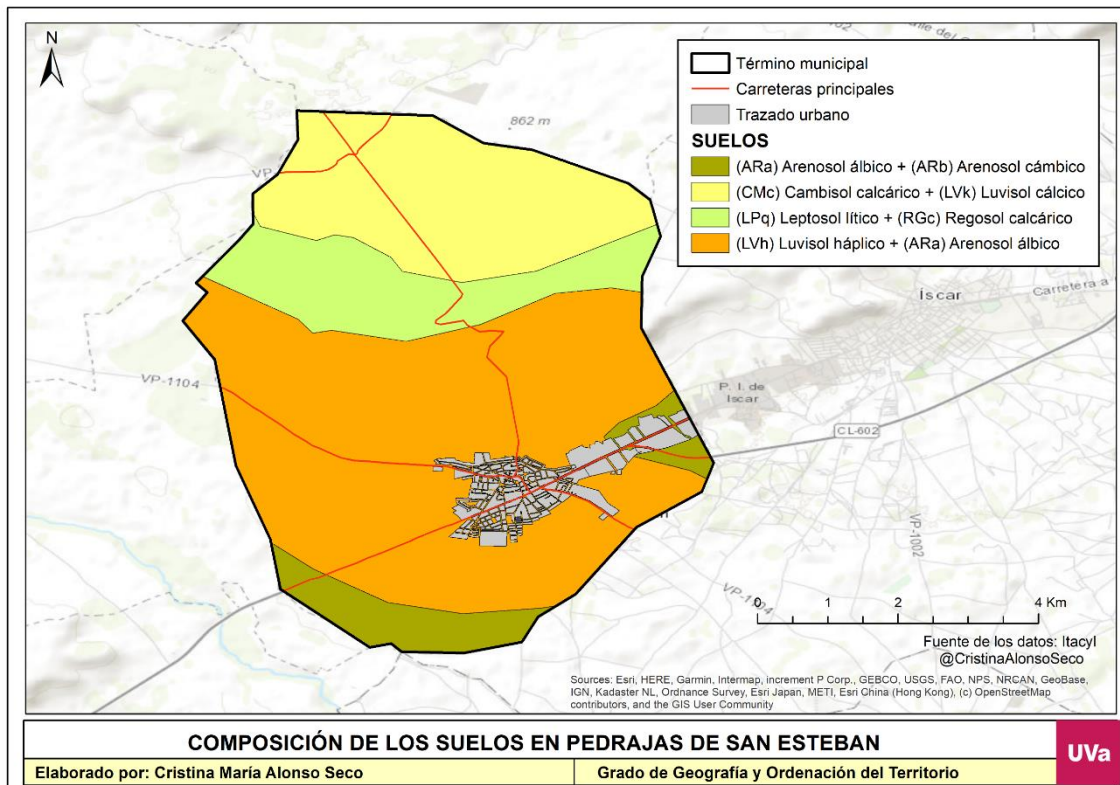 N
862 m
VP-1104
Íscar
Carretera a
P. I. de
Iscar
CL-602
VP-1002
VP-1104
Término municipal
Carreteras principales
Trazado urbano
SUELOS
(ARa) Arenosol álbico + (ARb) Arenosol cámbico
(CMc) Cambisol calcárico + (LVk) Luvisol cálcico
(LPq) Leptosol lítico + (RGc) Regosol calcárico
(LVh) Luvisol háplico + (ARa) Arenosol álbico
0 1 2 4 Km
Fuente de los datos: Itacyl
@CristinaAlonsoSeco
Sources: Esri, HERE, Garmin, Intermap, increment P Corp., GEBCO, USGS, FAO, NPS, NRCAN, GeoBase,
IGN, Kadaster NL, Ordnance Survey, Esri Japan, METI, Esri China (Hong Kong), (c) OpenStreetMap
contributors, and the GIS User Community
COMPOSICIÓN DE LOS SUELOS EN PEDRAJAS DE SAN ESTEBAN
Elaborado por: Cristina María Alonso Seco
Grado de Geografía y Ordenación del Territorio
UVa